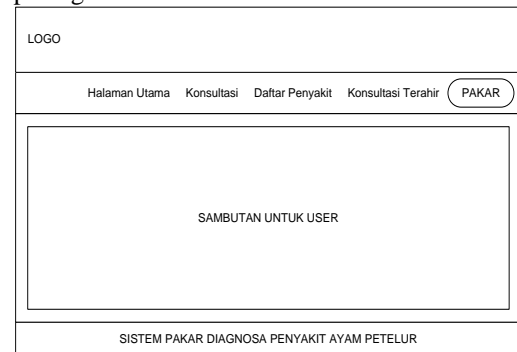 LOGO
Halaman Utama Konsultasi Daftar Penyakit Konsultasi Terahir PAKAR
SAMBUTAN UNTUK USER
SISTEM PAKAR DIAGNOSA PENYAKIT AYAM PETELUR